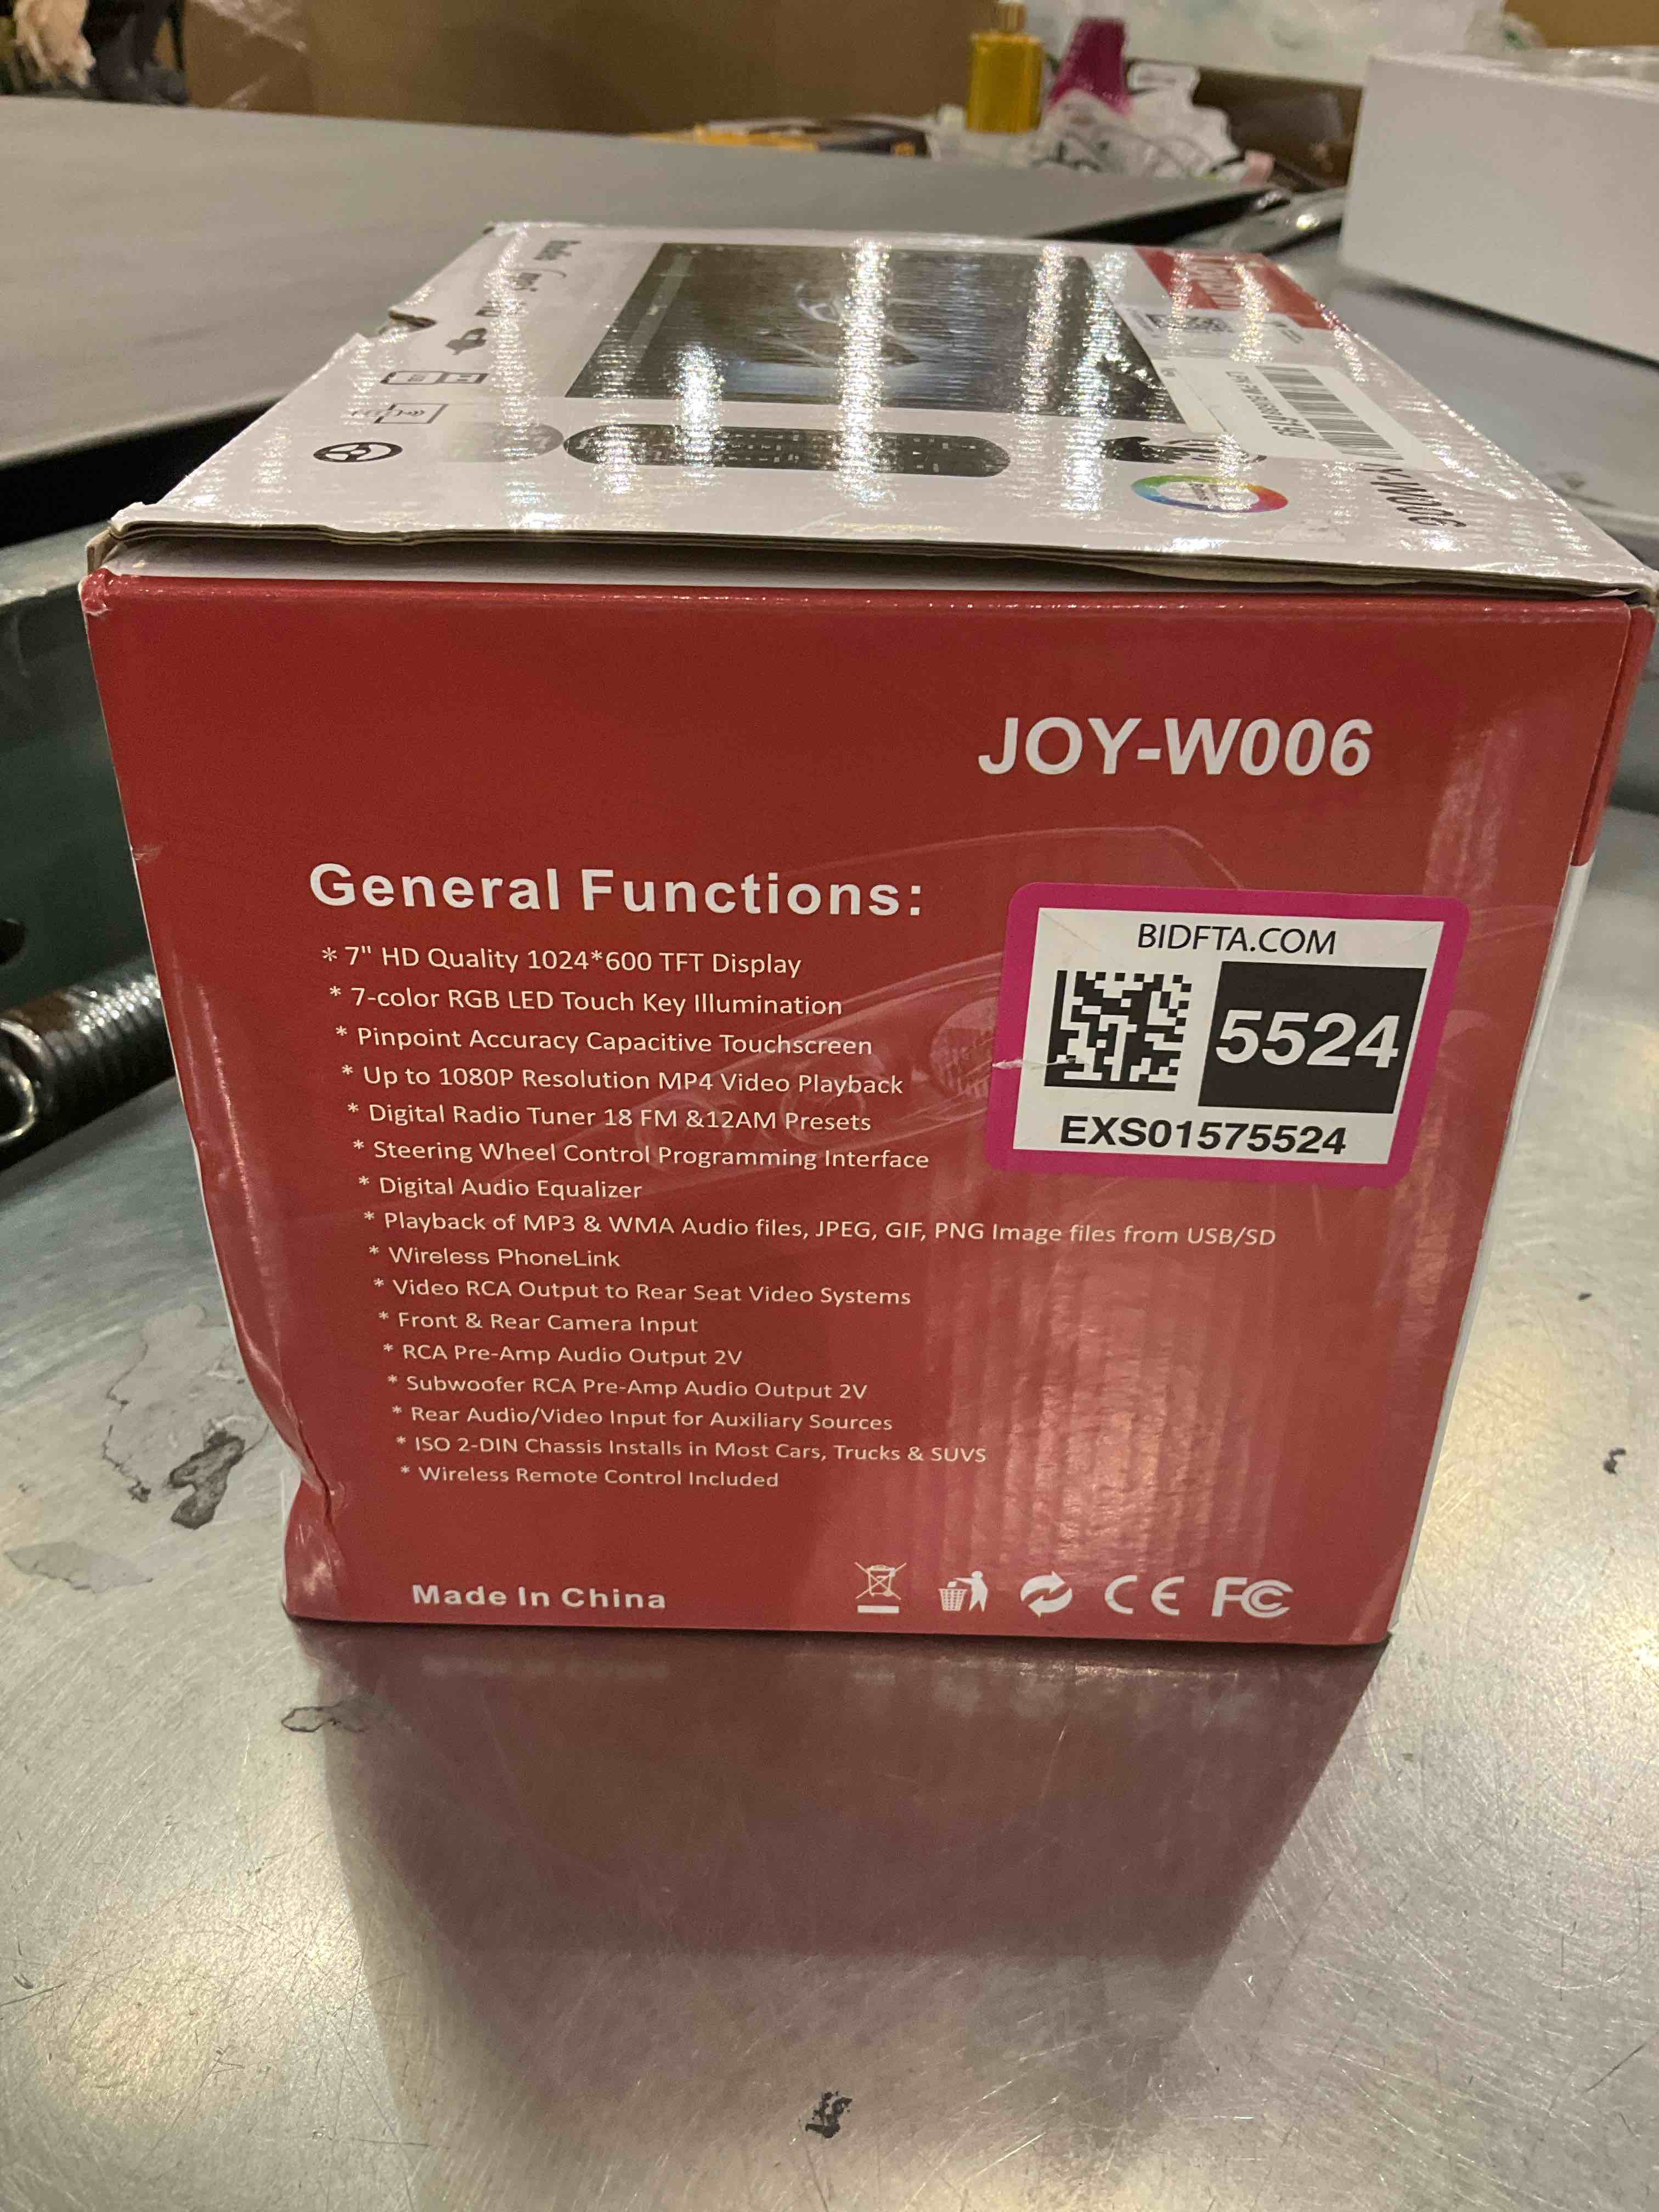 JOY-W006
General Functions:
* 7" HD Quality 1024*600 TFT Display
* 7-color RGB LED Touch Key Illumination
* Pinpoint Accuracy Capacitive Touchscreen
* Up to 1080P Resolution MP4 Video Playback
* Digital Radio Tuner 18 FM &12AM Presets
* Steering Wheel Control Programming Interface
* Digital Audio Equalizer
* Playback of MP3 & WMA Audio files, JPEG, GIF, PNG Image files from USB/SD
* Wireless PhoneLink
* Video RCA Output to Rear Seat Video Systems
* Front & Rear Camera Input
* RCA Pre-Amp Audio Output 2V
* Subwoofer RCA Pre-Amp Audio Output 2V
* Rear Audio/Video Input for Auxiliary Sources
* ISO 2-DIN Chassis Installs in Most Cars, Trucks & SUVS
* Wireless Remote Control Included
BIDFTA.COM
5524
EXS01575524
Made In China
CE FC